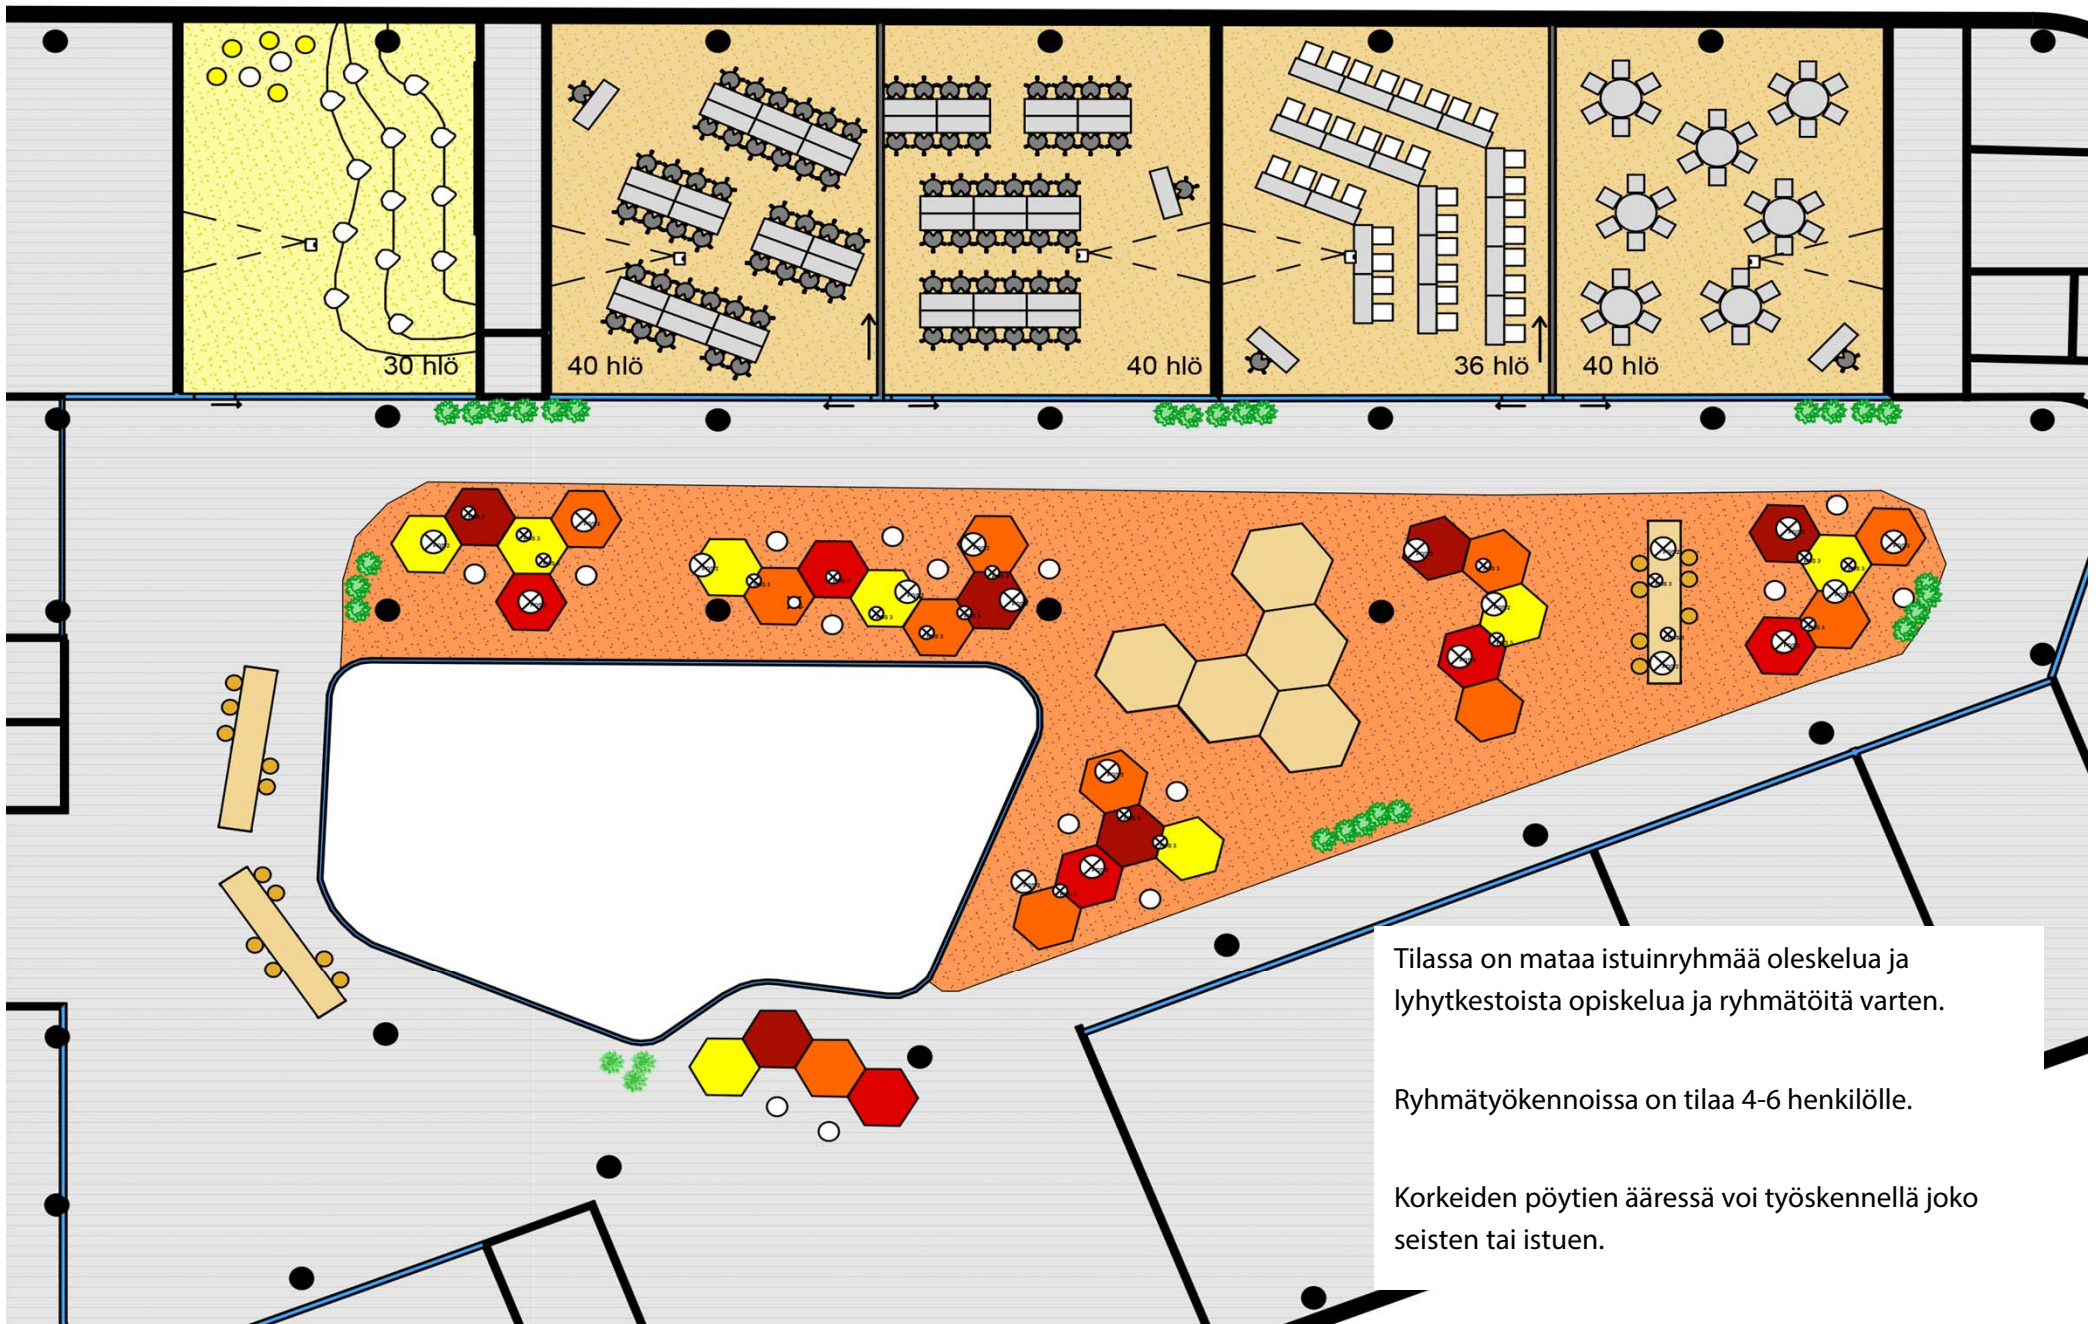 30 hlö
40 hlö
40 hlö
36 hlö
40 hlö
Tilassa on mataa istuinryhmää oleskelua ja
lyhytkestoista opiskelua ja ryhmätöitä varten.
Ryhmätyökennoissa on tilaa 4-6 henkilölle.
Korkeiden pöytien ääressä voi työskennellä joko
seisten tai istuen.